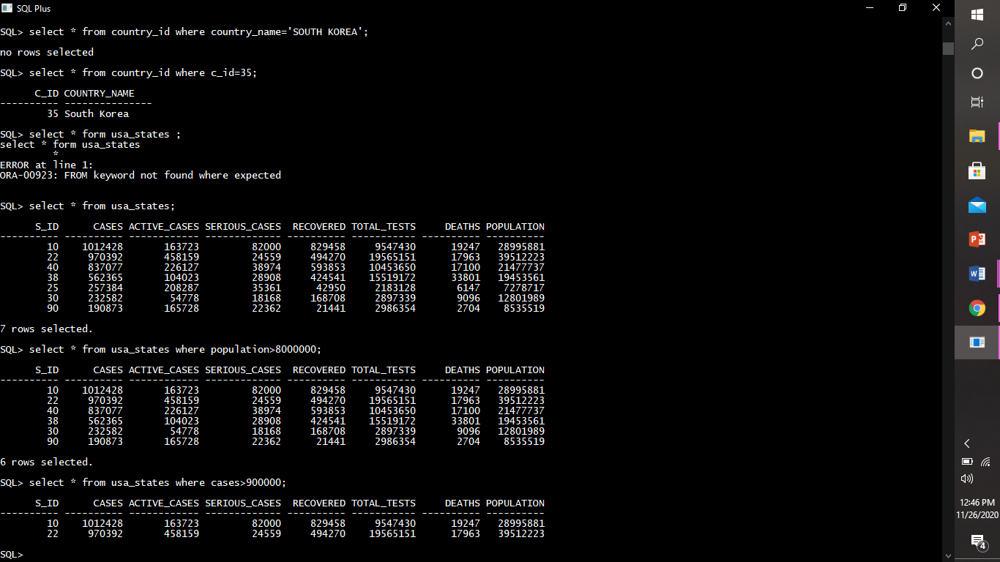 SQL Plus
SQL> select * from country_id where country_name='SOUTH KOREA';
no rows selected
SQL> select * from country_id where c_id=35;
C_ID COUNTRY_NAME
---------- ---------------
35 South Korea
SQL> select * form usa_states ;
select * form usa_states
*
ERROR at line 1:
ORA-00923: FROM keyword not found where expected
SQL> select * from usa_states;
S_ID CASES ACTIVE_CASES SERIOUS_CASES RECOVERED TOTAL_TESTS DEATHS POPULATION
---------- ---------- ------------ ------------- ---------- ----------- ---------- ----------
10 1012428 163723 82000 829458 9547430 19247 28995881
22 970392 458159 24559 494270 19565151 17963 39512223
40 837077 226127 38974 593853 10453650 17100 21477737
38 562365 104023 28908 424541 15519172 33801 19453561
25 257384 208287 35361 42950 2183128 6147 7278717
30 232582 54778 18168 168708 2897339 9096 12801989
90 190873 165728 22362 21441 2986354 2704 8535519
7 rows selected.
SQL> select * from usa_states where population>8000000;
S_ID CASES ACTIVE_CASES SERIOUS_CASES RECOVERED TOTAL_TESTS DEATHS POPULATION
---------- ---------- ------------ ------------- ---------- ----------- ---------- ----------
10 1012428 163723 82000 829458 9547430 19247 28995881
22 970392 458159 24559 494270 19565151 17963 39512223
40 837077 226127 38974 593853 10453650 17100 21477737
38 562365 104023 28908 424541 15519172 33801 19453561
30 232582 54778 18168 168708 2897339 9096 12801989
90 190873 165728 22362 21441 2986354 2704 8535519
6 rows selected.
SQL> select * from usa_states where cases>900000;
S_ID CASES ACTIVE_CASES SERIOUS_CASES RECOVERED TOTAL_TESTS DEATHS POPULATION
---------- ---------- ------------ ------------- ---------- ----------- ---------- ----------
10 1012428 163723 82000 829458 9547430 19247 28995881
22 970392 458159 24559 494270 19565151 17963 39512223
SQL>
12:46 PM
11/26/2020
4